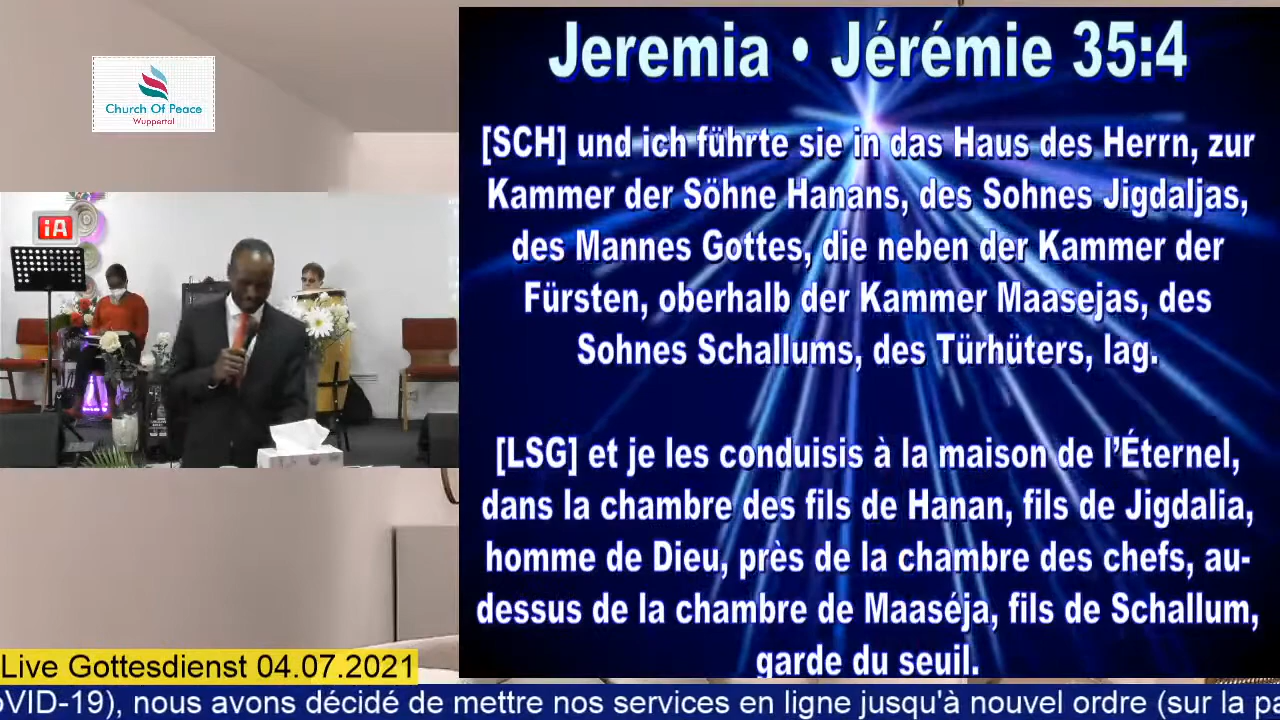 Church Of Peace
Wuppertal
iA
Jeremia • Jérémie 35:4
[SCH] und ich führte sie in das Haus des Herrn, zur
Kammer der Söhne Hanans, des Sohnes Jigdaljas,
des Mannes Gottes, die neben der Kammer der
Fürsten, oberhalb der Kammer Maasejas, des
Sohnes Schallums, des Türhüters, lag.
[LSG] et je les conduisis à la maison de l’Éternel,
dans la chambre des fils de Hanan, fils de Jigdalia,
homme de Dieu, près de la chambre des chefs, au-
dessus de la chambre de Maaséja, fils de Schallum,
garde du seuil.
Live Gottesdienst 04.07.2021
oVID-19), nous avons décidé de mettre nos services en ligne jusqu'à nouvel ordre (sur la pa